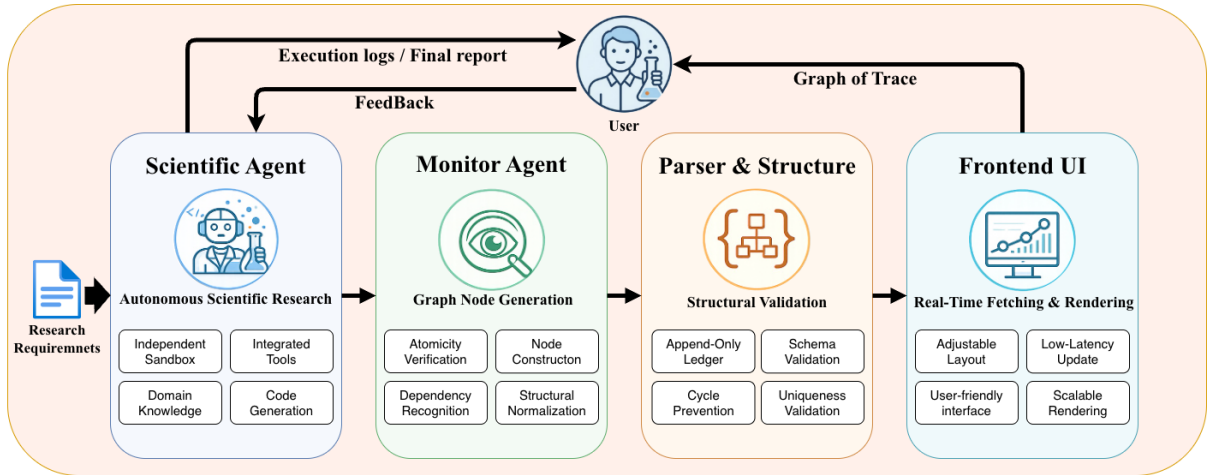 Execution logs / Final report
FeedBack
User
Graph of Trace
Research
Requiremnets
Scientific Agent
</>
Autonomous Scientific Research
Independent
Sandbox
Integrated
Tools
Domain
Knowledge
Code
Generation
Monitor Agent
Graph Node Generation
Atomicity
Verification
Node
Constructon
Dependency
Recognition
Structural
Normalization
Parser & Structure
Structural Validation
Append-Only
Ledger
Schema
Validation
Cycle
Prevention
Uniqueness
Validation
Frontend UI
Real-Time Fetching & Rendering
Adjustable
Layout
Low-Latency
Update
User-friendly
interface
Scalable
Rendering